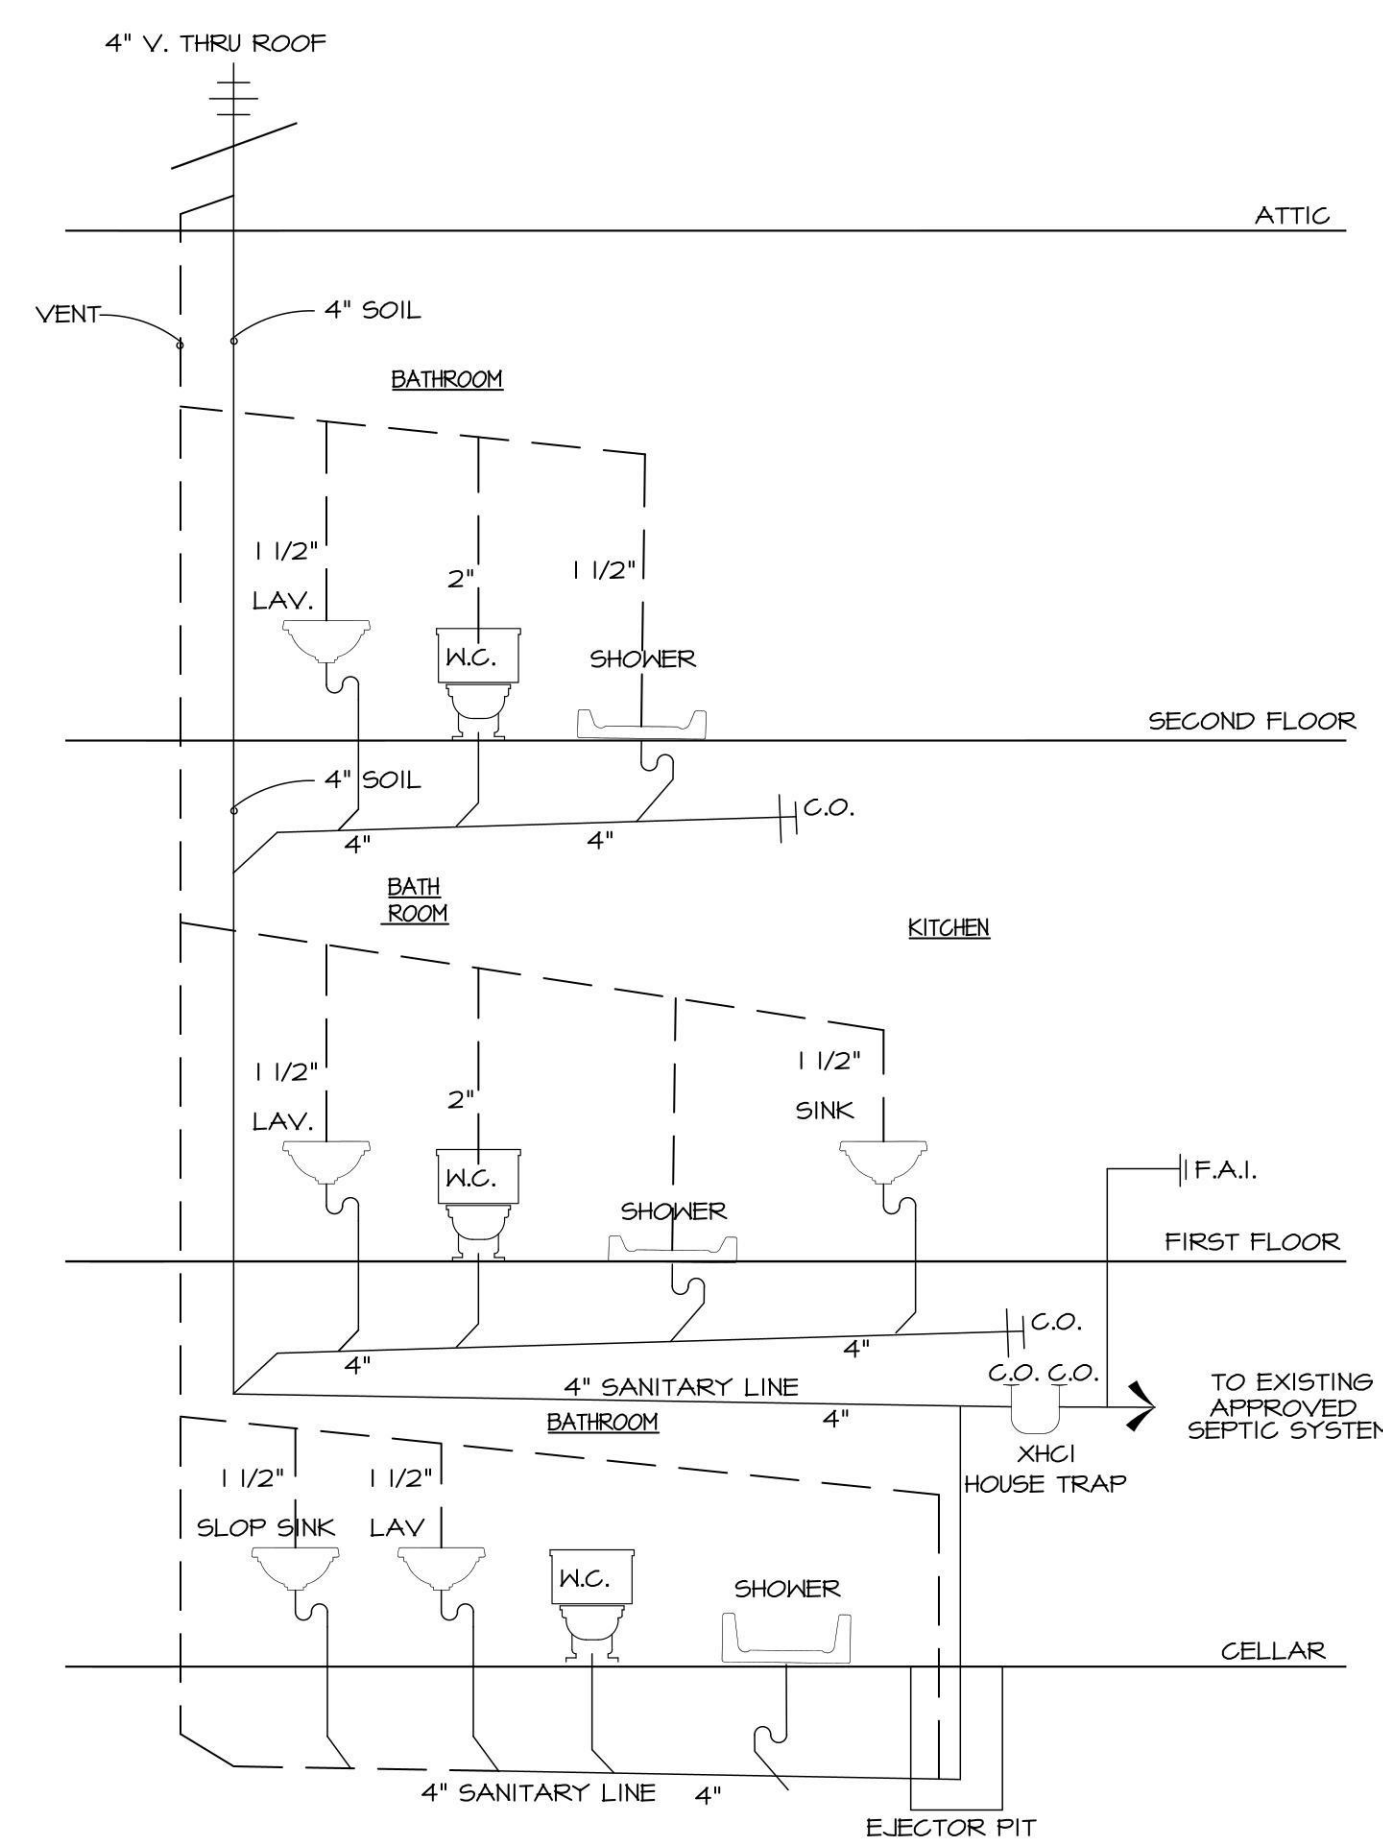 4" V. THRU ROOF
ATTIC
VENT
4" SOIL
BATHROOM
1 1/2"
2"
1 1/2"
LAV.
W.C.
SHOWER
SECOND FLOOR
4" SOIL
C.O.
4"
4"
BATH
ROOM
KITCHEN
1 1/2"
2"
1 1/2"
LAV.
SINK
W.C.
F.A.I.
SHOWER
FIRST FLOOR
C.O.
4"
4"
C.O. C.O.
4" SANITARY LINE
4"
TO EXISTING
APPROVED
SEPTIC SYSTEM
BATHROOM
XHCI
HOUSE TRAP
1 1/2"
1 1/2"
SLOP SINK
LAV
W.C.
SHOWER
CELLAR
4" SANITARY LINE
4"
EJECTOR PIT